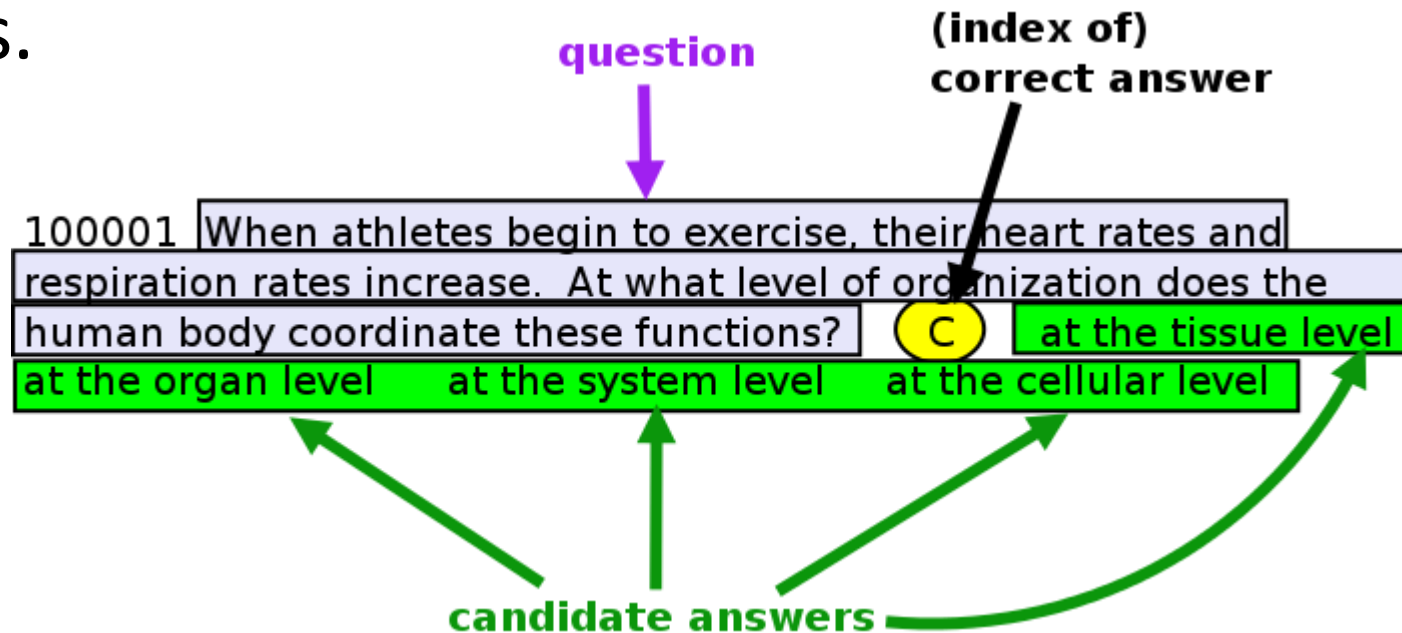 s.
question
(index of)
correct answer
100001 When athletes begin to exercise, their heart rates and
respiration rates increase. At what level of organization does the
human body coordinate these functions? C at the tissue level
at the organ level at the system level at the cellular level
candidate answers